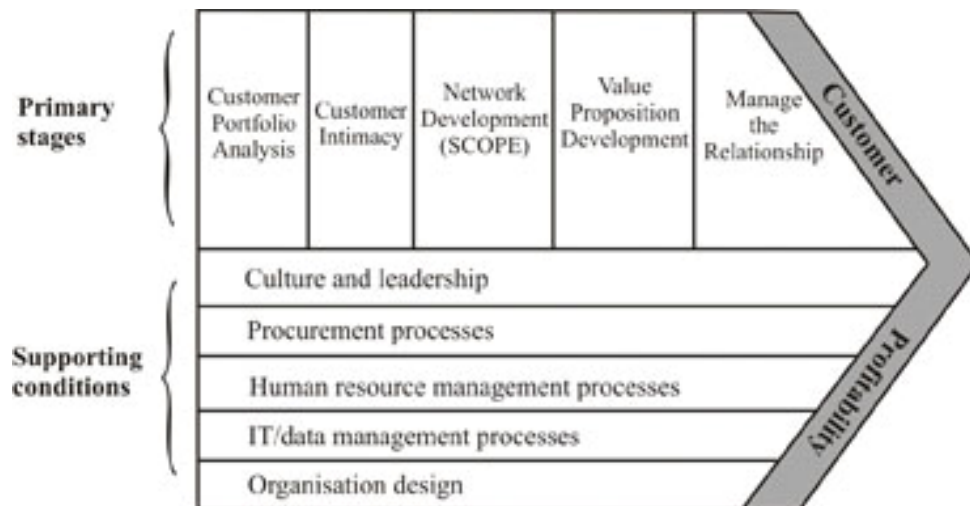 Primary
stages
Customer
Portfolio
Analysis
Customer
Intimacy
Network
Development
(SCOPE)
Value
Proposition
Development
Manage
the
Relationship
Customer
Supporting
conditions
Culture and leadership
Procurement processes
Human resource management processes
IT/data management processes
Organisation design
Profitability